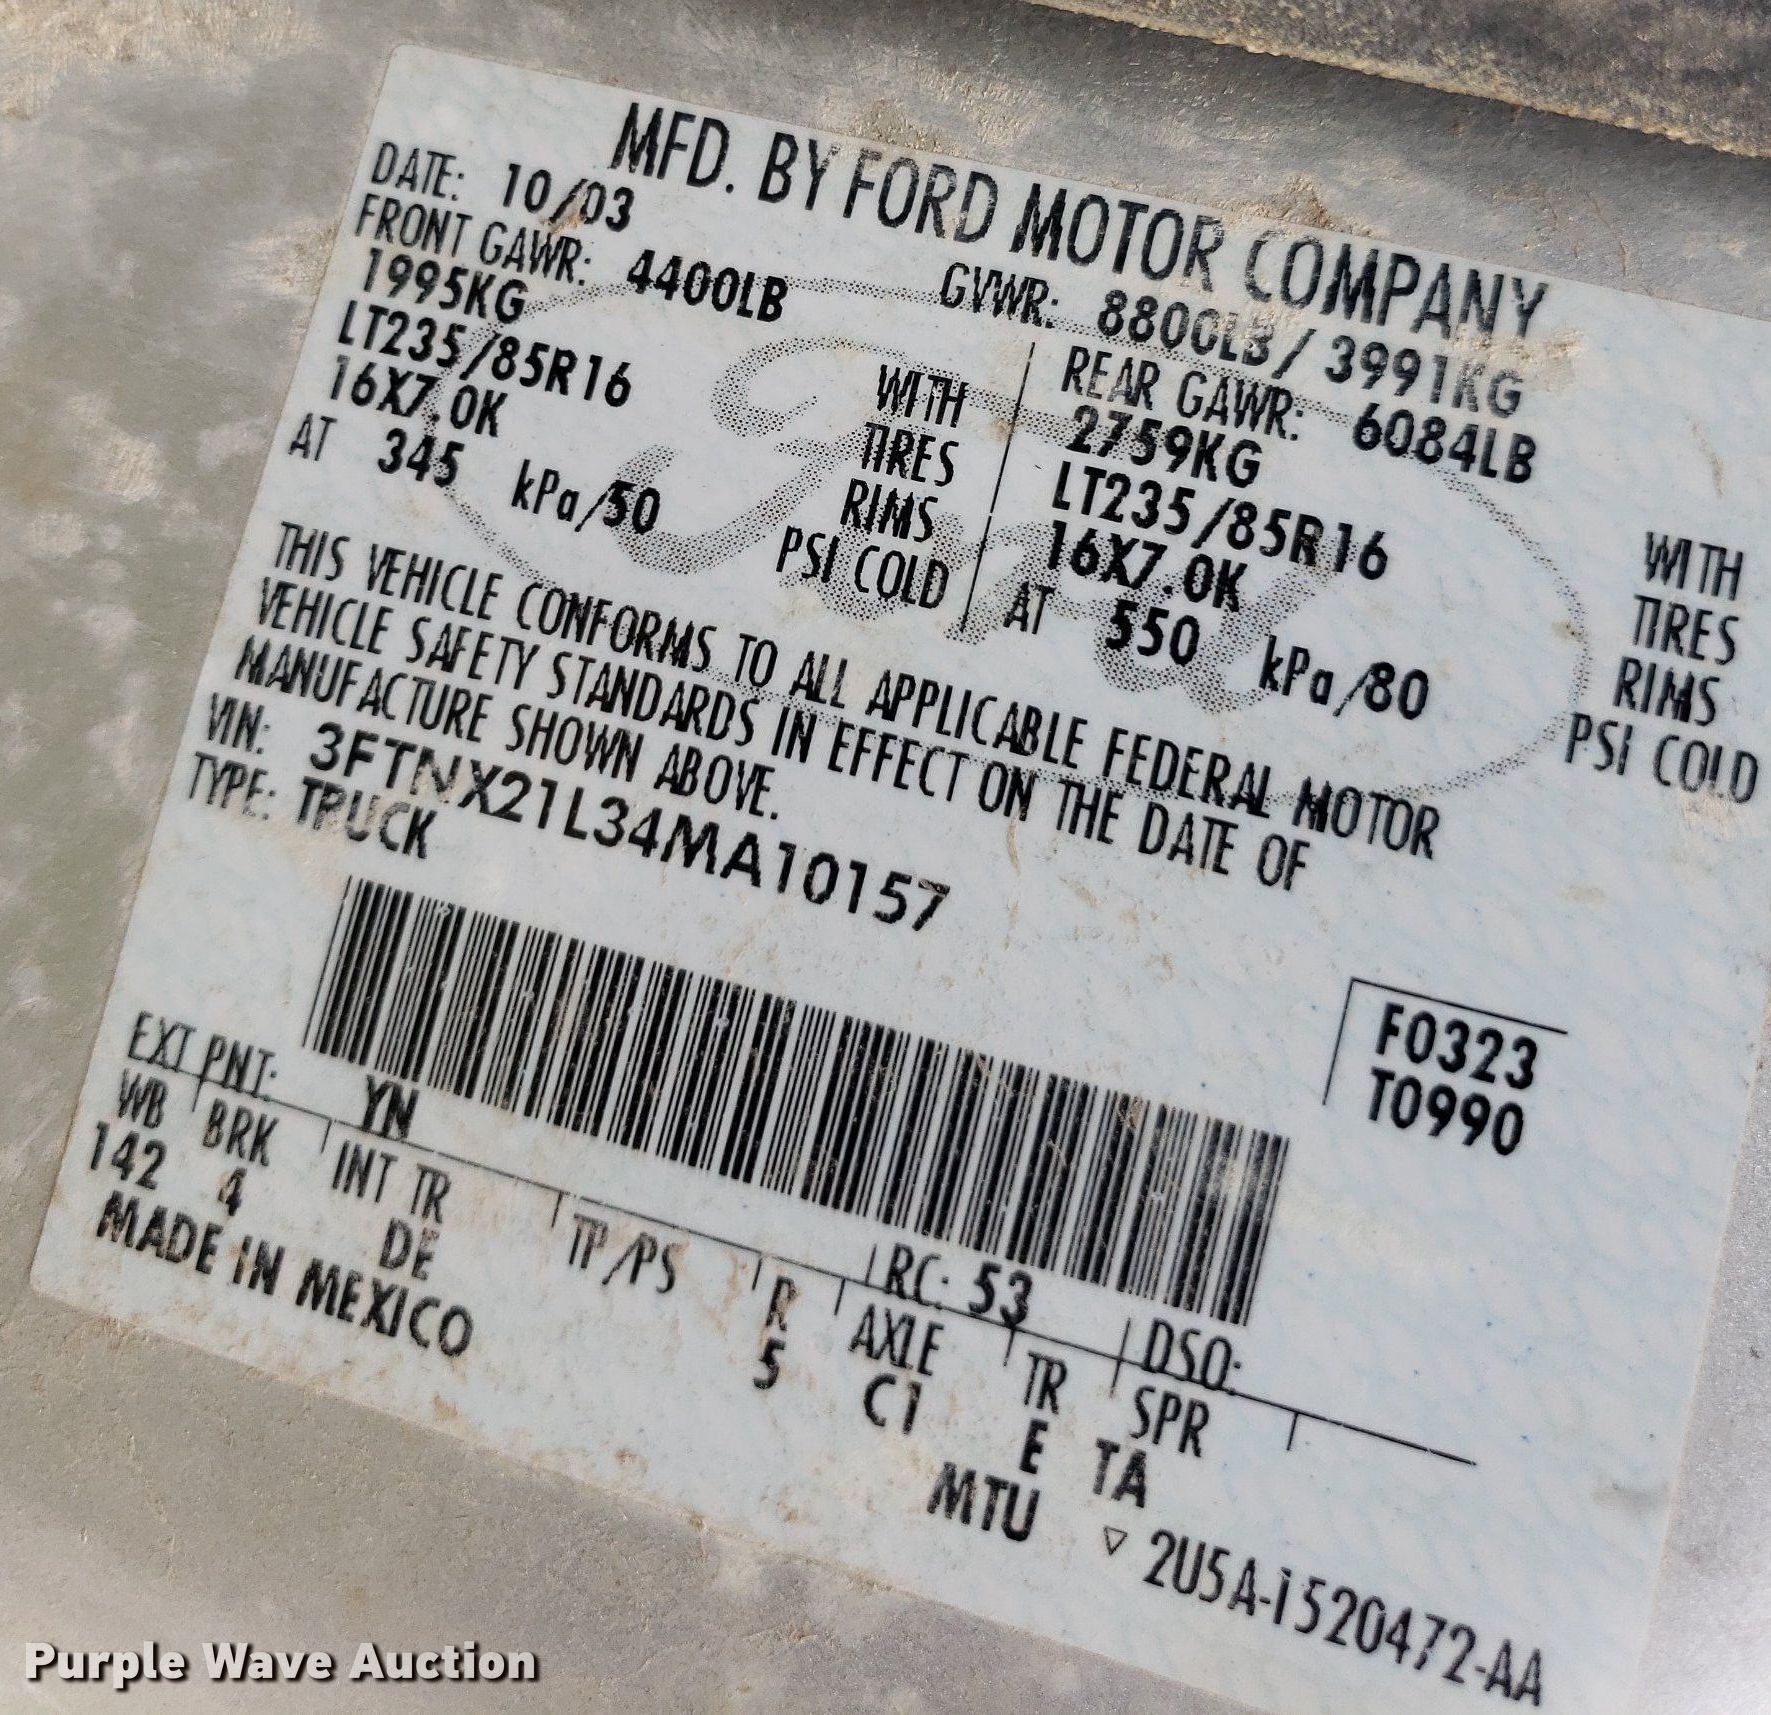 MFD. BY FORD MOTOR COMPANY
DATE: 10/03 GVWR: 8800LB/3991KG
FRONT GAWR: 4400LB REAR GAWR: 6084LB
1995KG WITH 2759KG WITH
LT235/85R16 TIRES LT235/85R16 TIRES
16X7.0K RIMS 16X7.0K RIMS
AT 345 kPa/50 PSI COLD AT 550 kPa/80 PSI COLD
THIS VEHICLE CONFORMS TO ALL APPLICABLE FEDERAL MOTOR
VEHICLE SAFETY STANDARDS IN EFFECT ON THE DATE OF
MANUFACTURE SHOWN ABOVE.
VIN: 3FTNX21L34MA10157
TYPE: TRUCK
F0323
T0990
EXT PNT: YN RC: 53 DSO:
WB BRK INT TR TP/PS R AXLE TR SPR
142 4 DE 5 C1 E TA
MADE IN MEXICO MTU
▽ 2U5A-1520472-AA
Ford
Purple Wave Auction